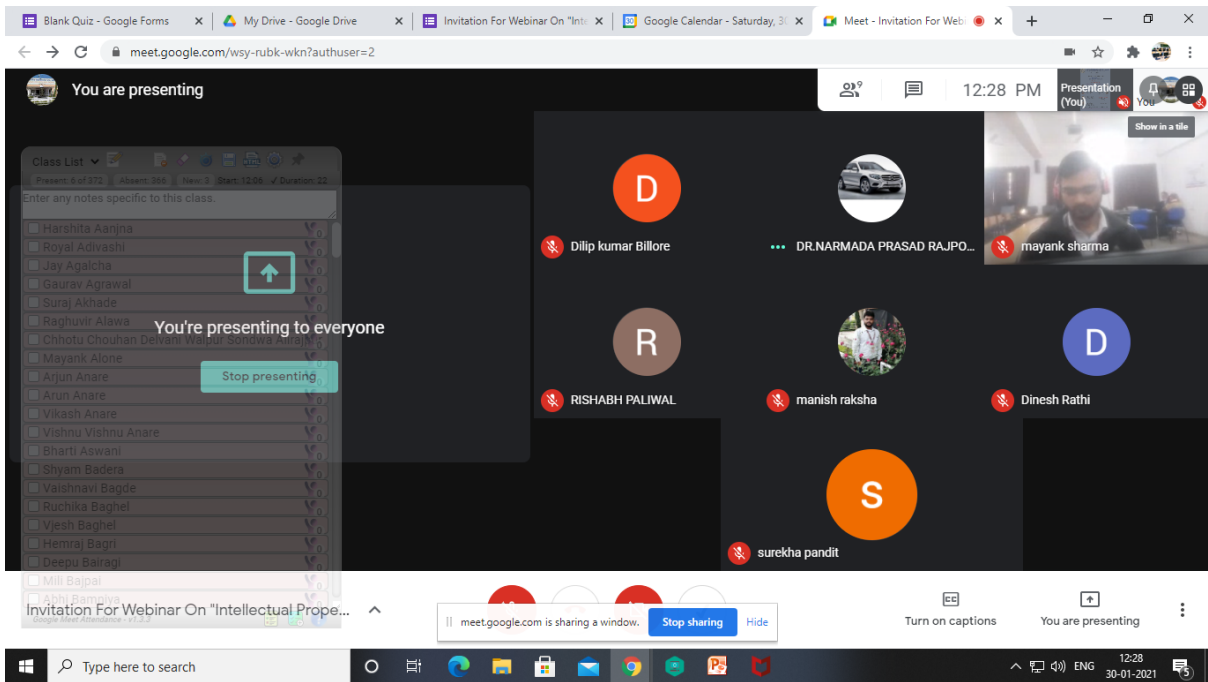 Blank Quiz - Google Forms
My Drive - Google Drive
Invitation For Webinar On "Inte
Google Calendar - Saturday, 30
Meet - Invitation For Web
meet.google.com/wsy-rubk-wkn?authuser=2
You are presenting
9
12:28 PM
Presentation
(You)
You
Show in a tile
Class List
Present: 6 of 372 Absent: 366 New: 3 Start: 12:06 ✓ Duration: 22
Enter any notes specific to this class.
Harshita Aanjna
Royal Adivashi
Jay Agalcha
Gaurav Agrawal
Suraj Akhade
Raghuvir Alawa
Chhotu Chouhan Delvani Walpur Sondwa Alirajp
Mayank Alone
Arjun Anare
Arun Anare
Vikash Anare
Vishnu Vishnu Anare
Bharti Aswani
Shyam Badera
Vaishnavi Bagde
Ruchika Baghel
Vjesh Baghel
Hemraj Bagri
Deepu Bairagi
Mili Bajpai
Abhi Bamniya
Google Meet Attendance - v1.3.3
You're presenting to everyone
Stop presenting
D
Dilip kumar Billore
DR.NARMADA PRASAD RAJPO...
mayank sharma
R
RISHABH PALIWAL
manish raksha
D
Dinesh Rathi
S
surekha pandit
Invitation For Webinar On "Intellectual Prope...
meet.google.com is sharing a window.
Stop sharing
Hide
Turn on captions
You are presenting
Type here to search
ENG
12:28
30-01-2021
5